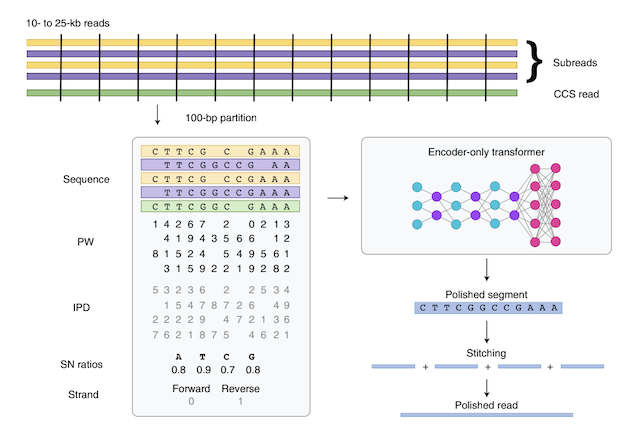 10- to 25-kb reads
Subreads
CCS read
100-bp partition
Sequence
C T T C G C G A A A
T T C G G C C G A A
C T T C G C C G A A A
T T C G G C C G A A A
C T T C G G C G A A A
PW
1 4 2 6 7 2 0 2 1 3
4 1 9 4 3 5 6 6 1 2
8 1 5 2 4 5 4 9 5 6 1
3 1 5 9 2 2 1 9 2 8 2
IPD
5 3 2 3 6 2 2 5 3 4
1 5 4 7 8 7 2 6 4 9
2 2 2 2 9 4 7 2 1 3 6
7 6 2 1 8 7 5 4 6 2 1
SN ratios
A T C G
0.8 0.9 0.7 0.8
Strand
Forward Reverse
0 1
Encoder-only transformer
Polished segment
C T T C G G C C G A A A
Stitching
+ + +
Polished read